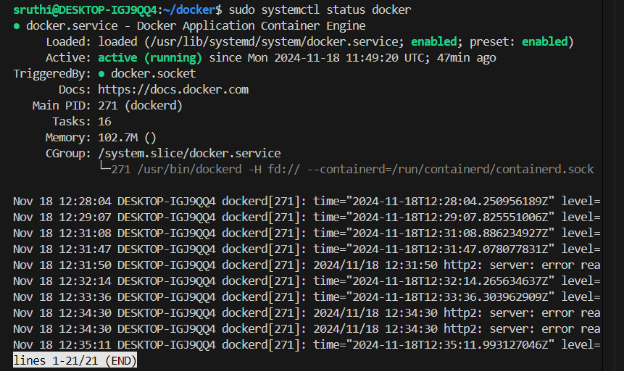 sruthi@DESKTOP-IGJ9QQ4:~/docker$ sudo systemctl status docker
● docker.service - Docker Application Container Engine
Loaded: loaded (/usr/lib/systemd/system/docker.service; enabled; preset: enabled)
Active: active (running) since Mon 2024-11-18 11:49:20 UTC; 47min ago
TriggeredBy: ● docker.socket
Docs: https://docs.docker.com
Main PID: 271 (dockerd)
Tasks: 16
Memory: 102.7M ()
CGroup: /system.slice/docker.service
└─271 /usr/bin/dockerd -H fd:// --containerd=/run/containerd/containerd.sock
Nov 18 12:28:04 DESKTOP-IGJ9QQ4 dockerd[271]: time="2024-11-18T12:28:04.250956189Z" level=
Nov 18 12:29:07 DESKTOP-IGJ9QQ4 dockerd[271]: time="2024-11-18T12:29:07.825551006Z" level=
Nov 18 12:31:08 DESKTOP-IGJ9QQ4 dockerd[271]: time="2024-11-18T12:31:08.886234927Z" level=
Nov 18 12:31:47 DESKTOP-IGJ9QQ4 dockerd[271]: time="2024-11-18T12:31:47.078077831Z" level=
Nov 18 12:31:50 DESKTOP-IGJ9QQ4 dockerd[271]: 2024/11/18 12:31:50 http2: server: error rea
Nov 18 12:32:14 DESKTOP-IGJ9QQ4 dockerd[271]: time="2024-11-18T12:32:14.265634637Z" level=
Nov 18 12:33:36 DESKTOP-IGJ9QQ4 dockerd[271]: time="2024-11-18T12:33:36.303962909Z" level=
Nov 18 12:34:30 DESKTOP-IGJ9QQ4 dockerd[271]: 2024/11/18 12:34:30 http2: server: error rea
Nov 18 12:34:30 DESKTOP-IGJ9QQ4 dockerd[271]: 2024/11/18 12:34:30 http2: server: error rea
Nov 18 12:35:11 DESKTOP-IGJ9QQ4 dockerd[271]: time="2024-11-18T12:35:11.993127046Z" level=
lines 1-21/21 (END)